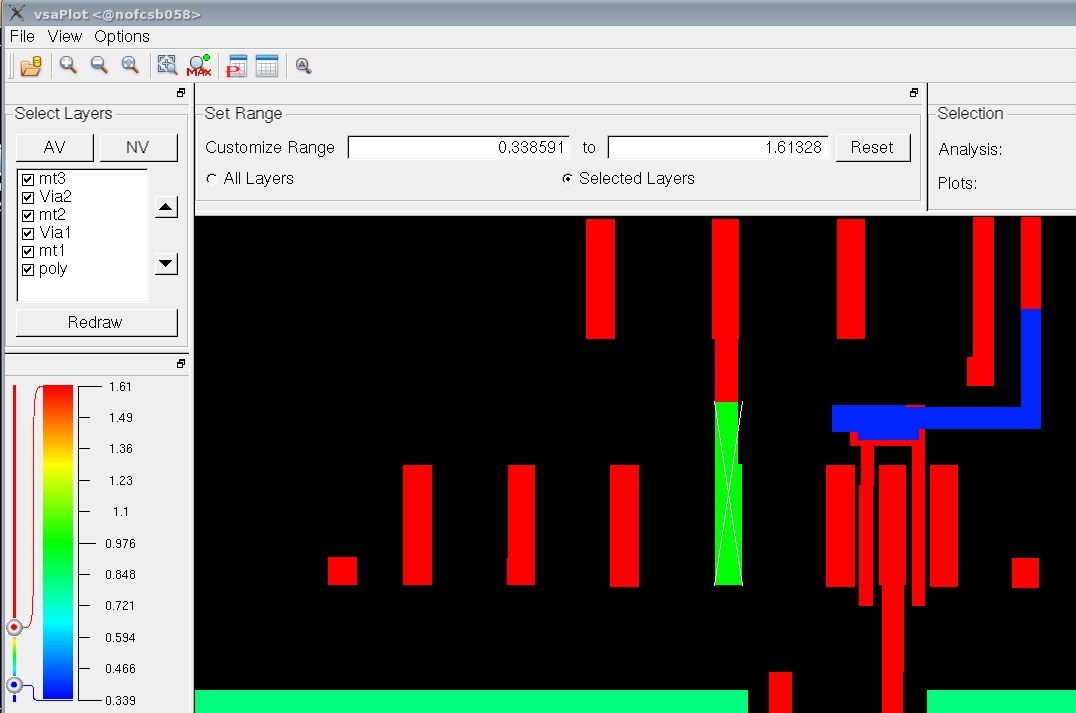 vsaPlot <@nofcsb058>
File View Options
MAX P A
Select Layers
AV NV
mt3
Via2
mt2
Via1
mt1
poly
Redraw
Set Range
Customize Range 0.338591 to 1.61328 Reset
All Layers Selected Layers
Selection
Analysis:
Plots:
1.61
1.49
1.36
1.23
1.1
0.976
0.848
0.721
0.594
0.466
0.339